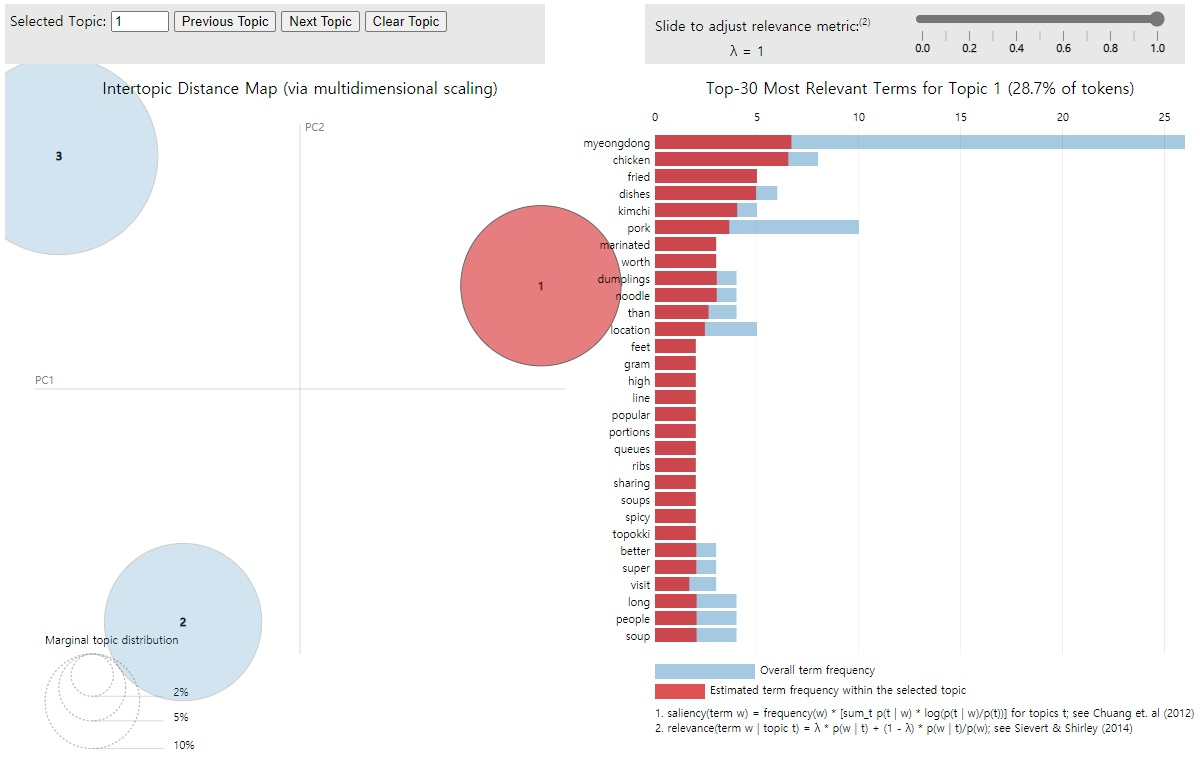 Selected Topic: 1 Previous Topic Next Topic Clear Topic
Slide to adjust relevance metric:(2)
λ = 1
0.0 0.2 0.4 0.6 0.8 1.0
Intertopic Distance Map (via multidimensional scaling)
PC2
PC1
3
1
2
Marginal topic distribution
2%
5%
10%
Top-30 Most Relevant Terms for Topic 1 (28.7% of tokens)
0 5 10 15 20 25
myeongdong
chicken
fried
dishes
kimchi
pork
marinated
worth
dumplings
noodle
than
location
feet
gram
high
line
popular
portions
queues
ribs
sharing
soups
spicy
topokki
better
super
visit
long
people
soup
Overall term frequency
Estimated term frequency within the selected topic
1. saliency(term w) = frequency(w) * [sum_t p(t | w) * log(p(t | w)/p(t))] for topics t; see Chuang et. al (2012)
2. relevance(term w | topic t) = λ * p(w | t) + (1 - λ) * p(w | t)/p(w); see Sievert & Shirley (2014)